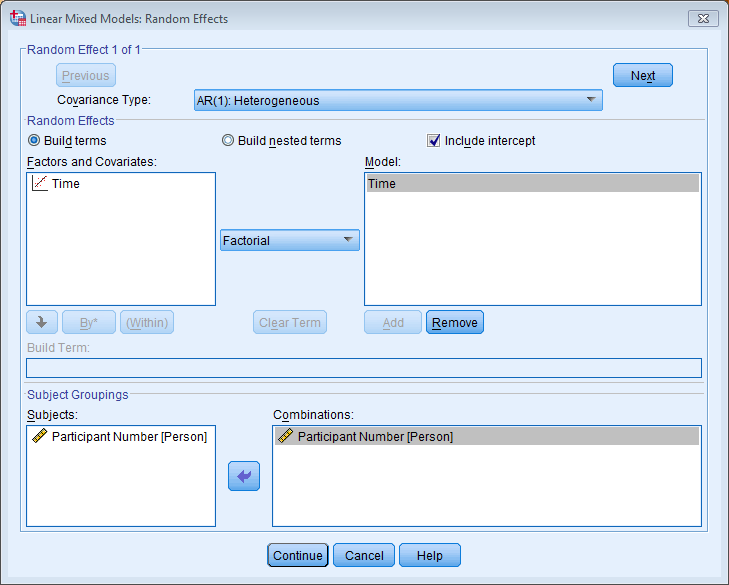 Linear Mixed Models: Random Effects
Random Effect 1 of 1
Previous
Next
Covariance Type:
AR(1): Heterogeneous
Random Effects
Build terms
Build nested terms
Include intercept
Factors and Covariates:
Model:
Time
Time
Factorial
By*
(Within)
Clear Term
Add
Remove
Build Term:
Subject Groupings
Subjects:
Combinations:
Participant Number [Person]
Participant Number [Person]
Continue
Cancel
Help